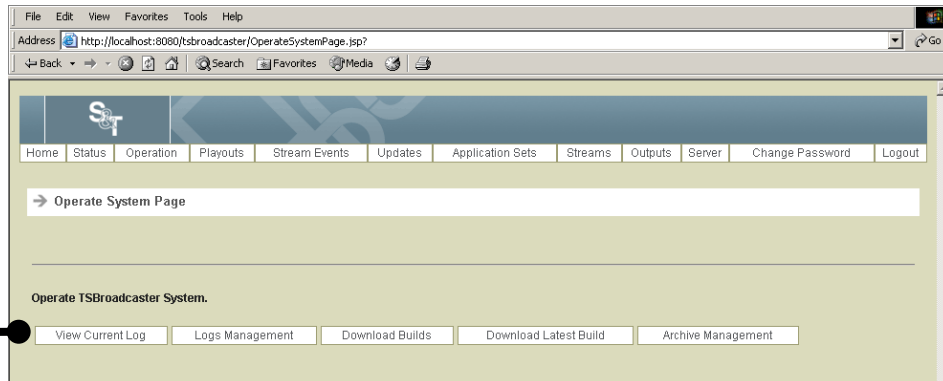 File Edit View Favorites Tools Help
Address http://localhost:8080/tsbroadcaster/OperateSystemPage.jsp? Go
Back Search Favorites Media
S&T
Home Status Operation Playouts Stream Events Updates Application Sets Streams Outputs Server Change Password Logout
Operate System Page
Operate TSBroadcaster System.
View Current Log Logs Management Download Builds Download Latest Build Archive Management